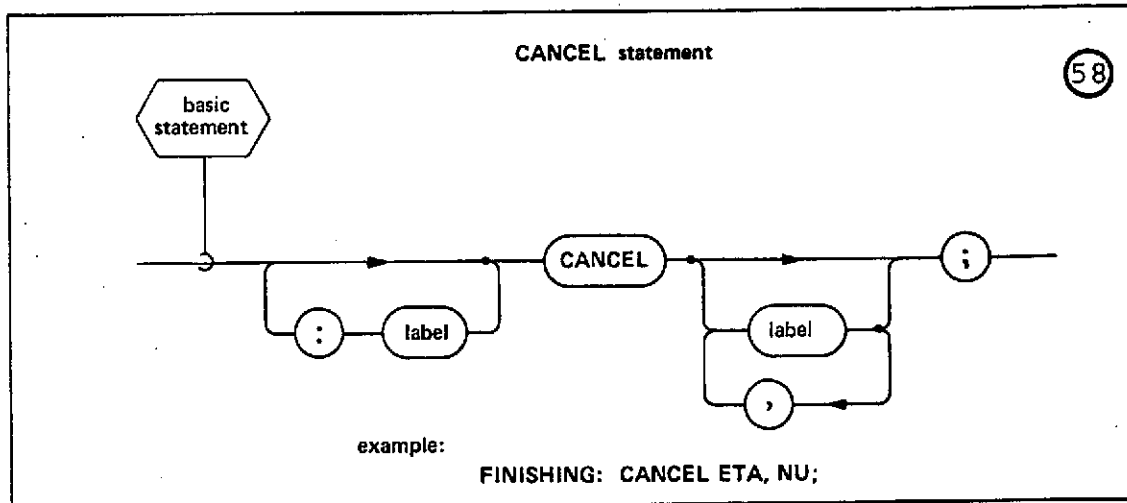 CANCEL statement
58
basic
statement
CANCEL
;
:
label
label
,
example:
FINISHING: CANCEL ETA, NU;